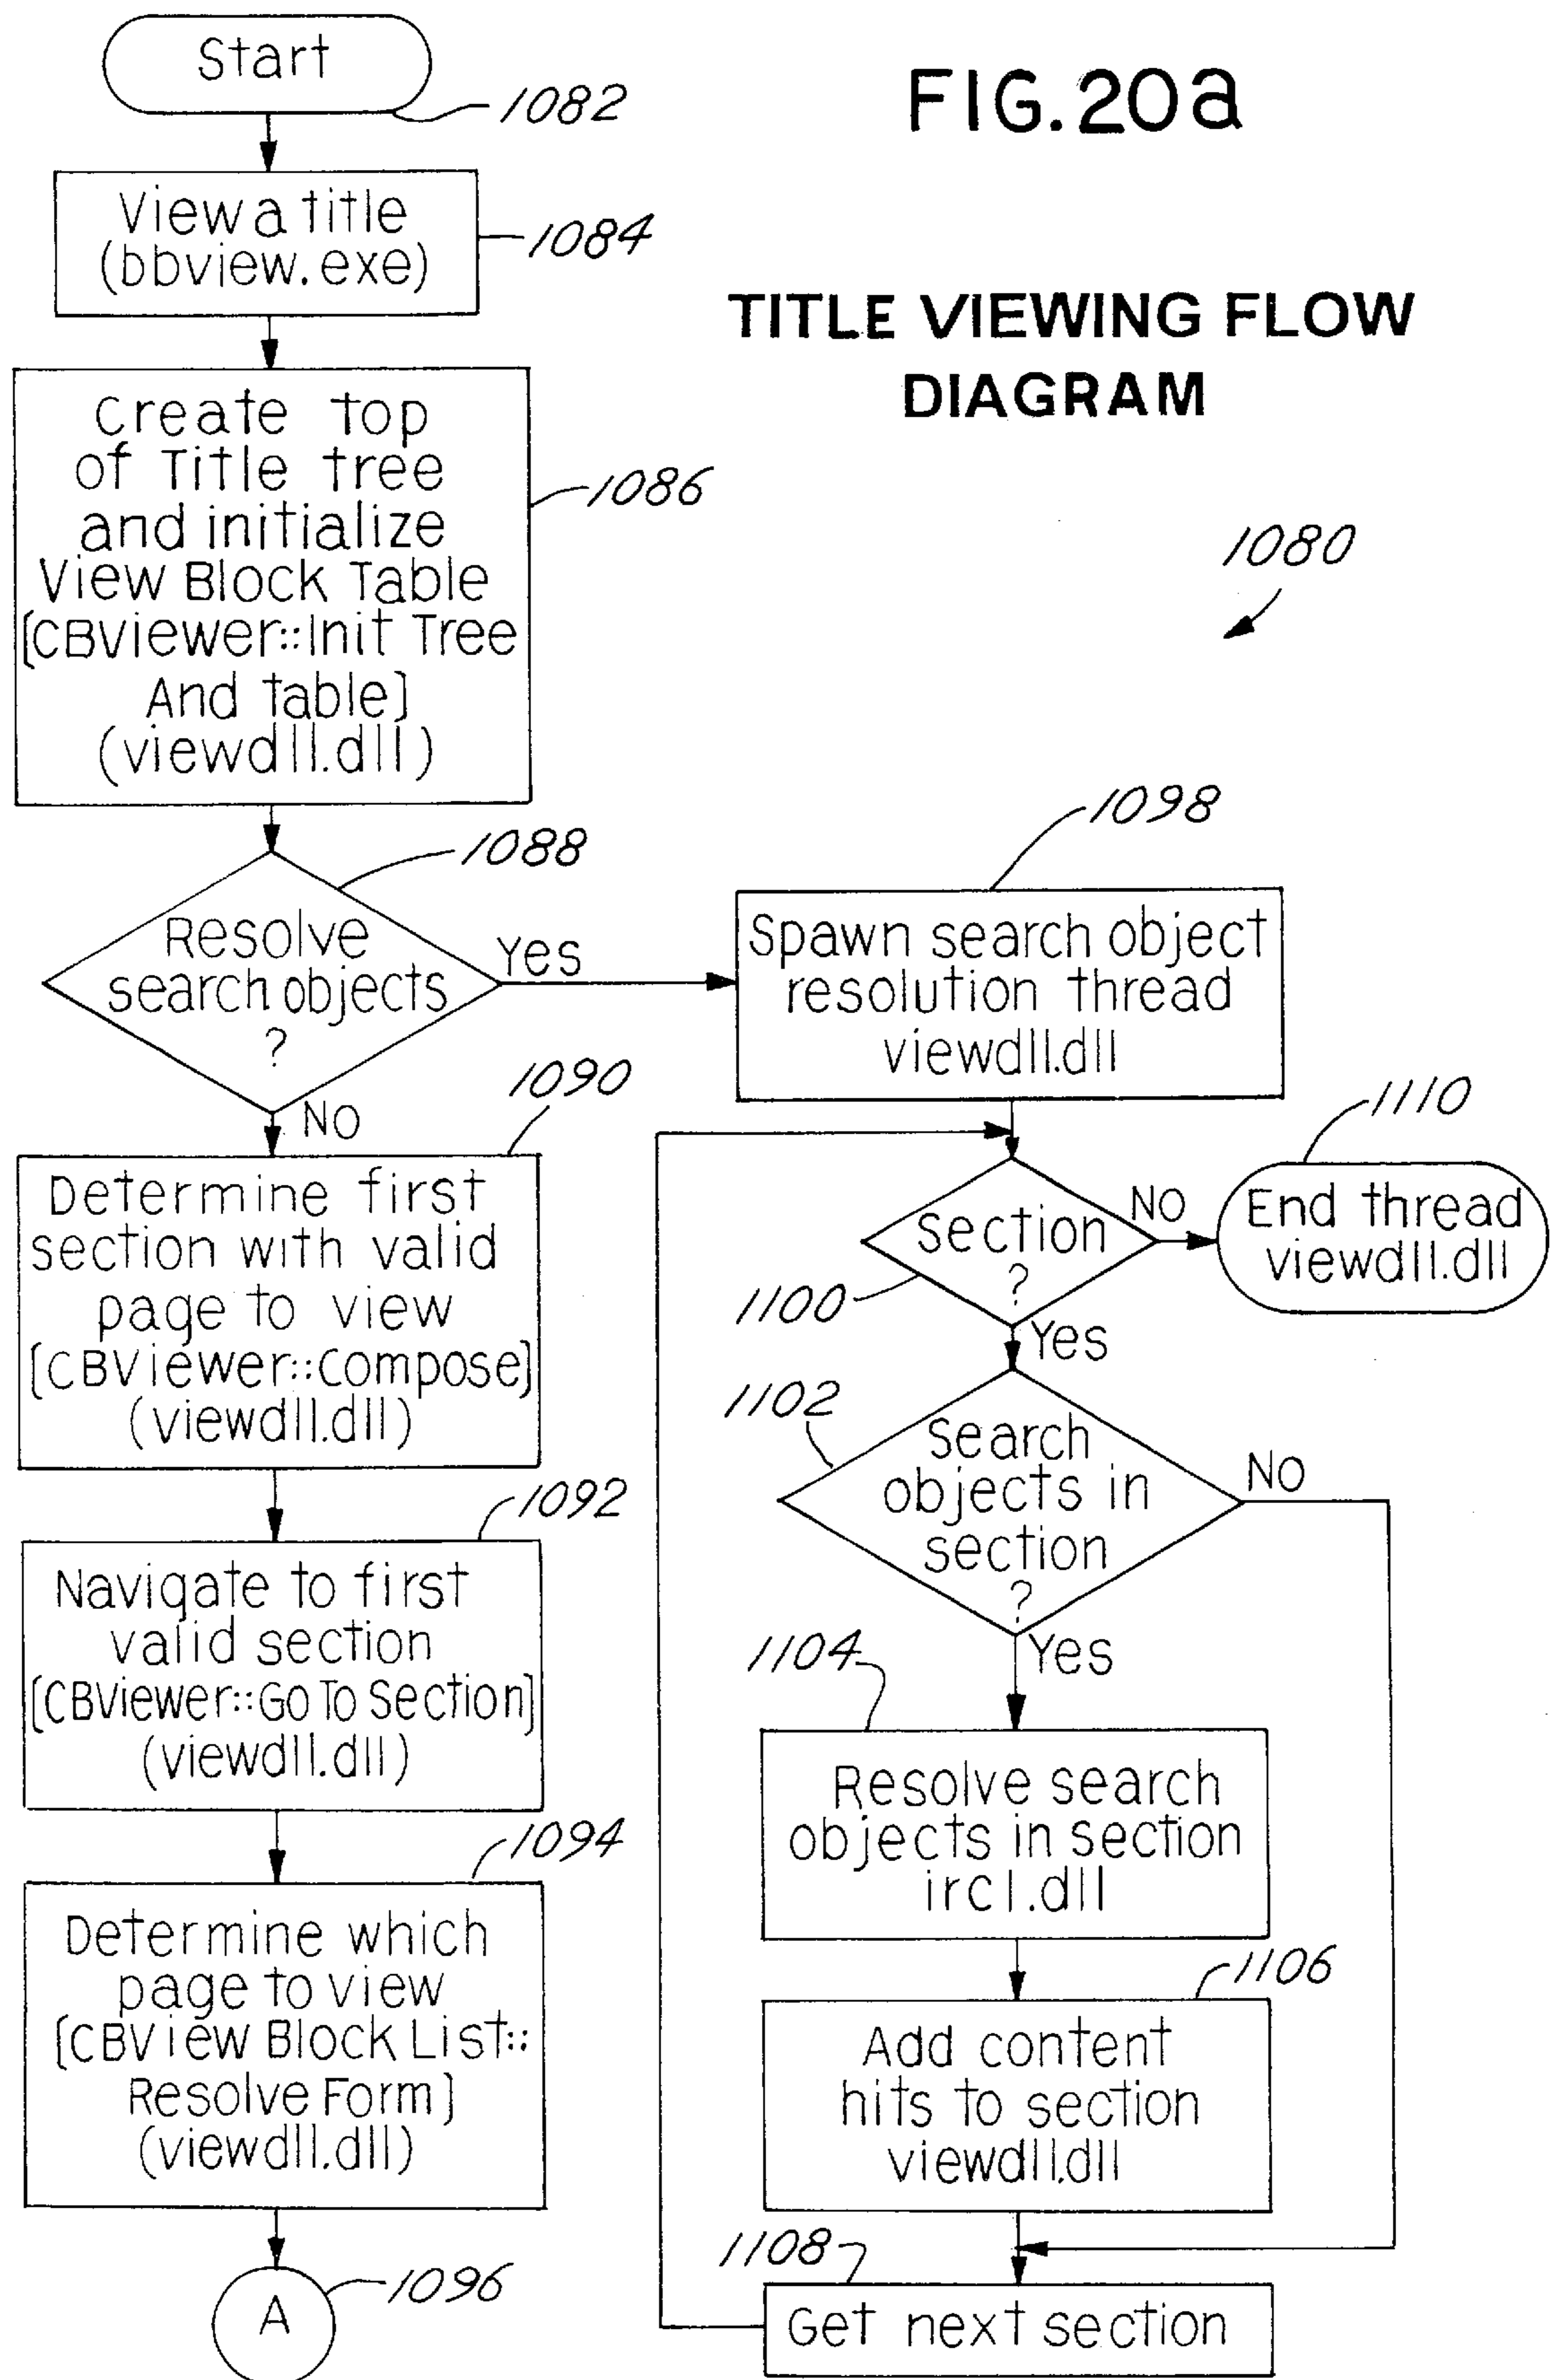 Start
1082
FIG.20a
View a title
(bbview.exe)
1084
TITLE VIEWING FLOW
DIAGRAM
Create top
of Title tree
and initialize
View Block Table
[CBViewer::Init Tree
And table]
(viewdll.dll)
1086
1080
1088
Resolve
search objects
?
Yes
NO
1098
Spawn search object
resolution thread
viewdll.dll
1090
Determine first
section with valid
page to view
[CBViewer::Compose]
(viewdll.dll)
1110
End thread
viewdll.dll
section
?
NO
1100
Yes
1102
Search
objects in
section
?
NO
Yes
1092
Navigate to first
valid section
[CBViewer::Go To Section]
(viewdll.dll)
1104
Resolve search
objects in section
ircl.dll
1094
Determine which
page to view
[CBView Block List::
Resolve Form]
(viewdll.dll)
1106
Add content
hits to section
viewdll.dll
1096
A
1108
Get next section